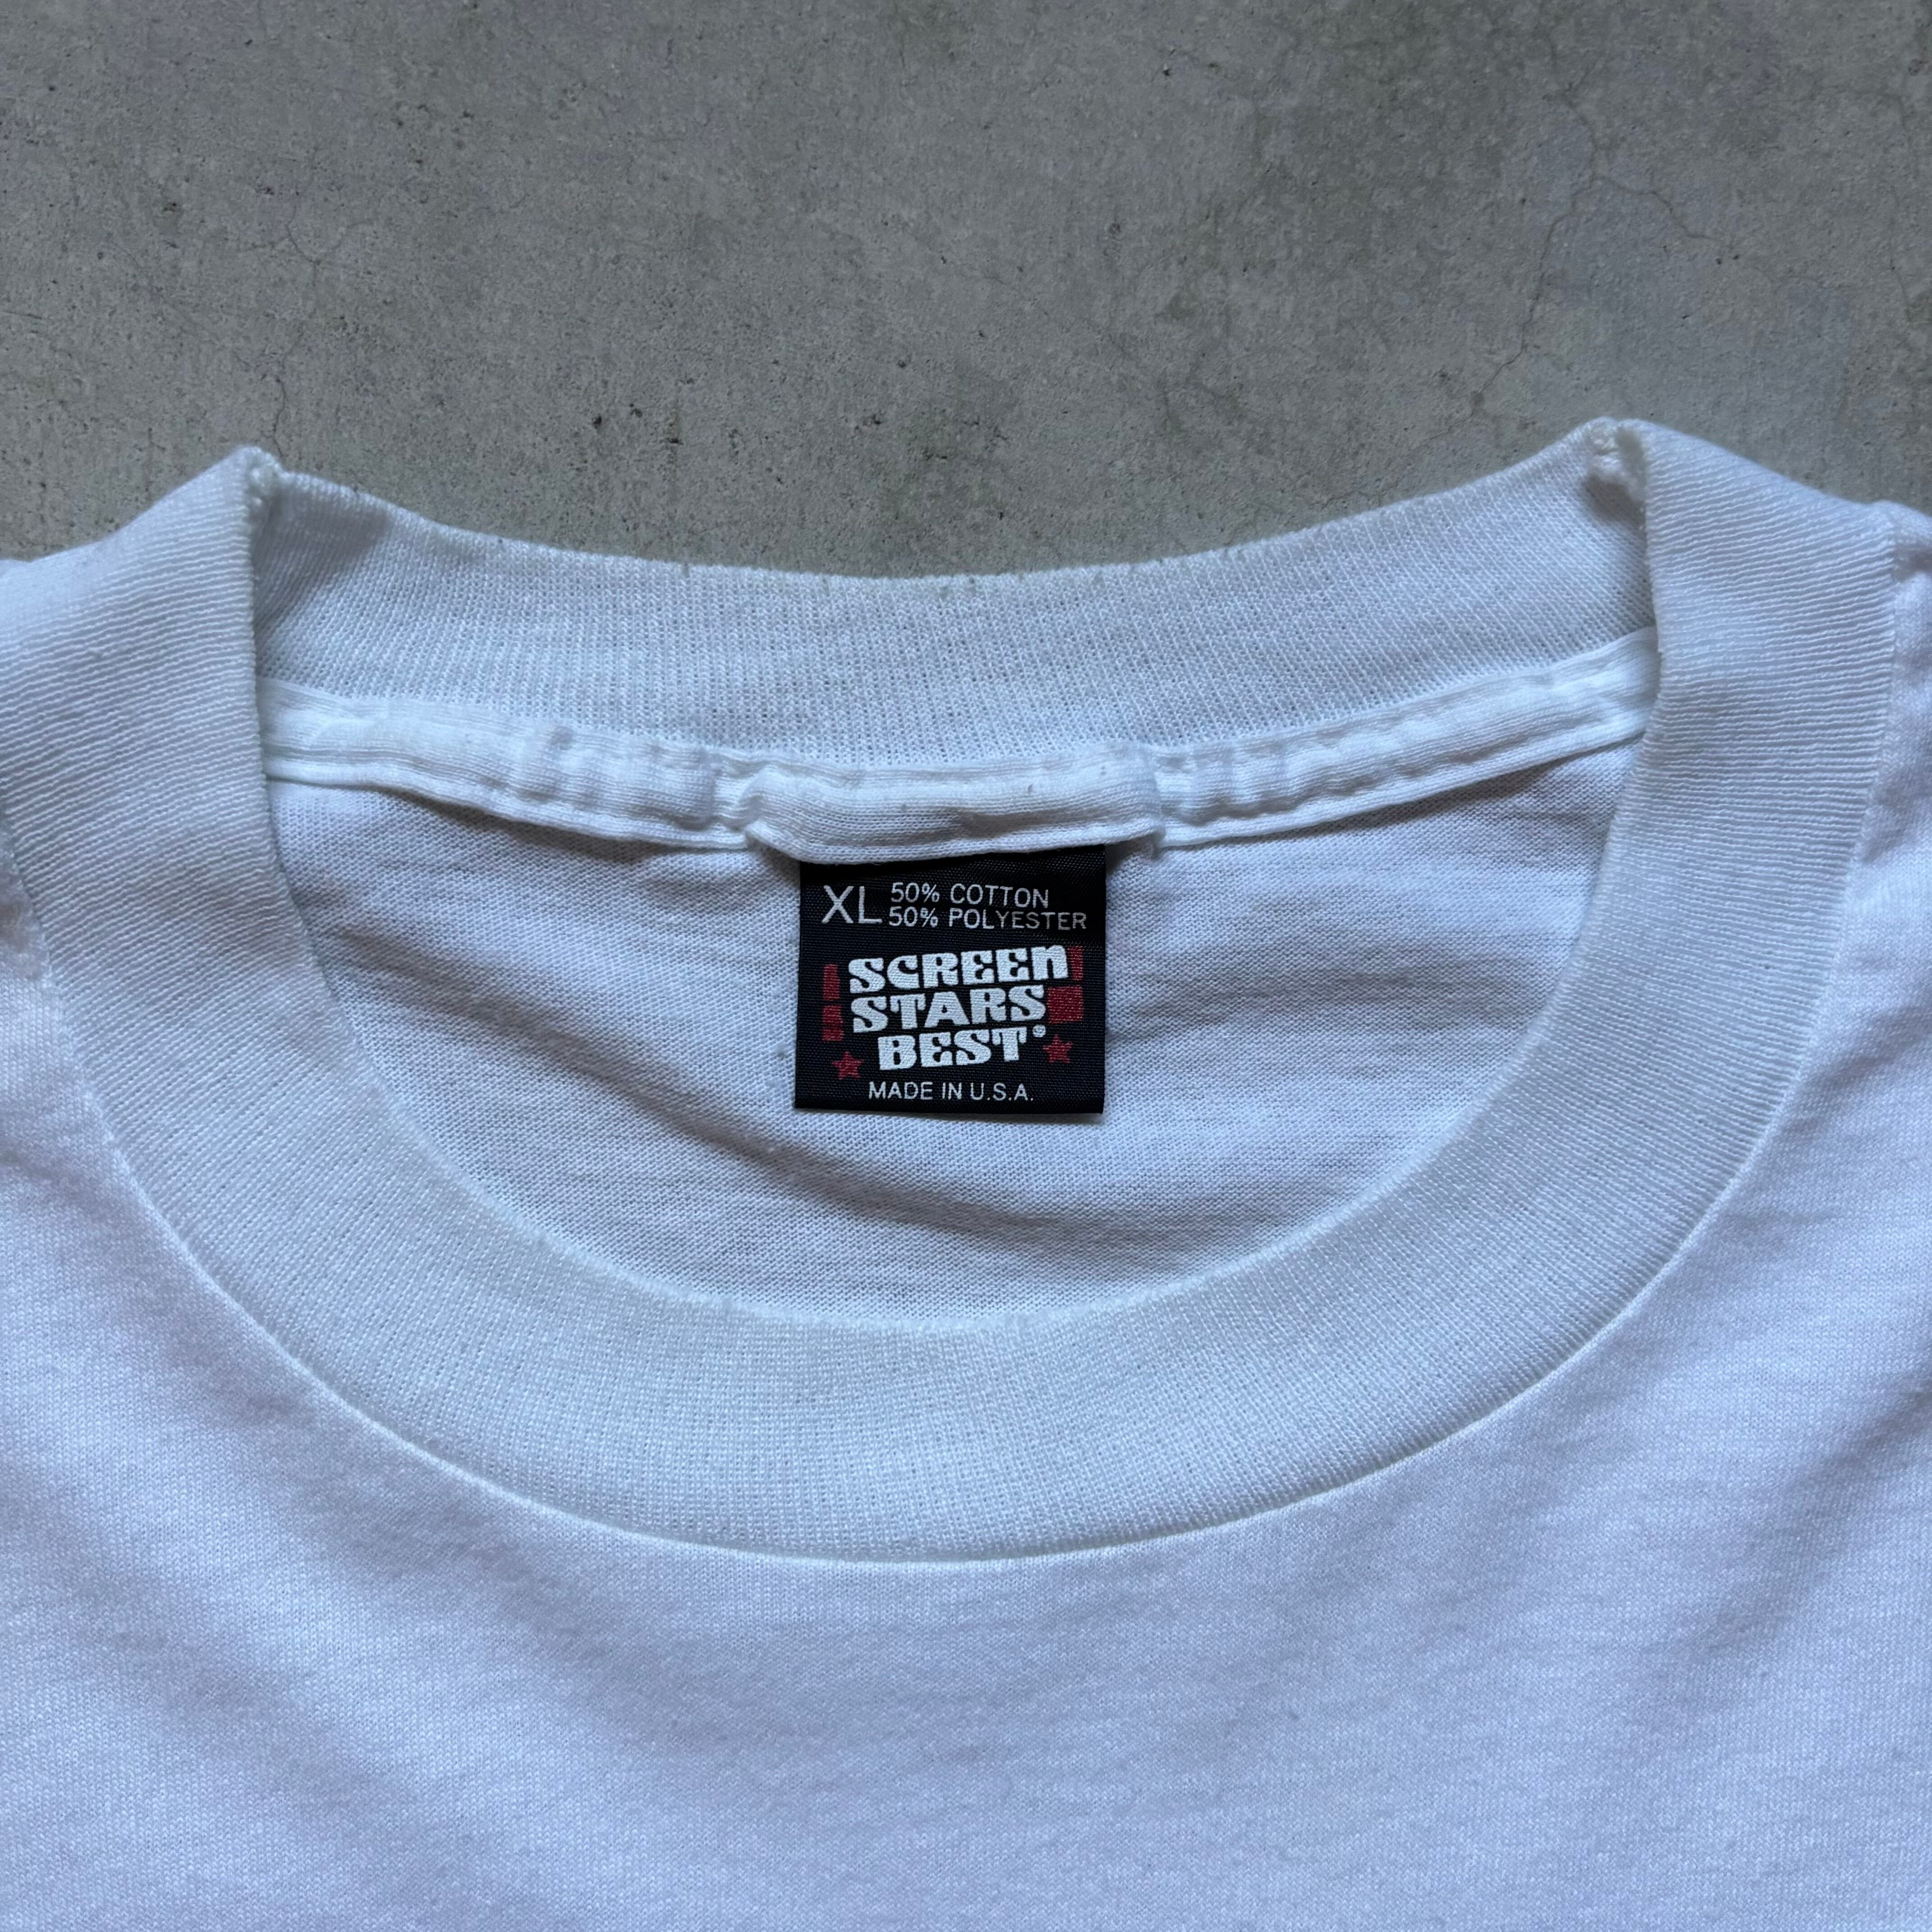 XL 50% COTTON
50% POLYESTER
SCREEN
STARS
BEST®
MADE IN U.S.A.